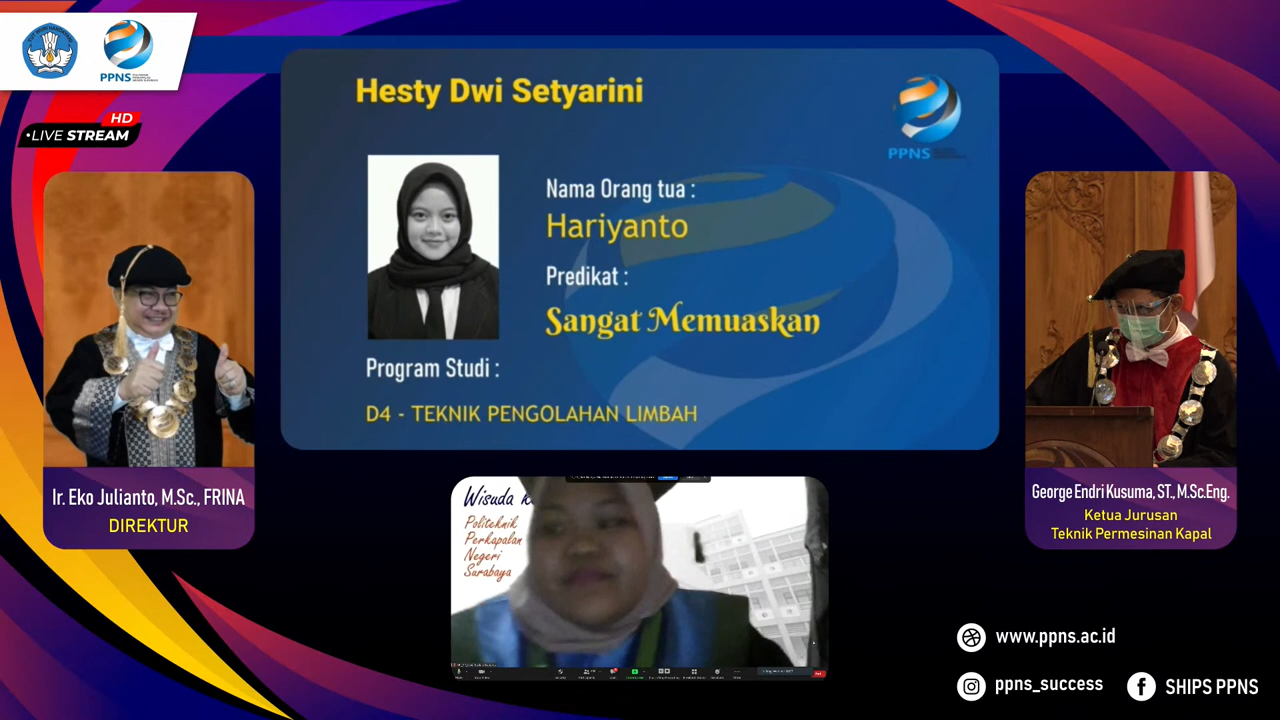 PPNS
HD
LIVE STREAM
Hesty Dwi Setyarini
PPNS
Nama Orang tua :
Hariyanto
Predikat :
Sangat Memuaskan
Program Studi :
D4 - TEKNIK PENGOLAHAN LIMBAH
Ir. Eko Julianto, M.Sc., FRINA
DIREKTUR
George Endri Kusuma, ST., M.Sc.Eng.
Ketua Jurusan
Teknik Permesinan Kapal
Wisuda
Politeknik
Perkapalan
Negeri
Surabaya
www.ppns.ac.id
ppns_success
SHIPS PPNS